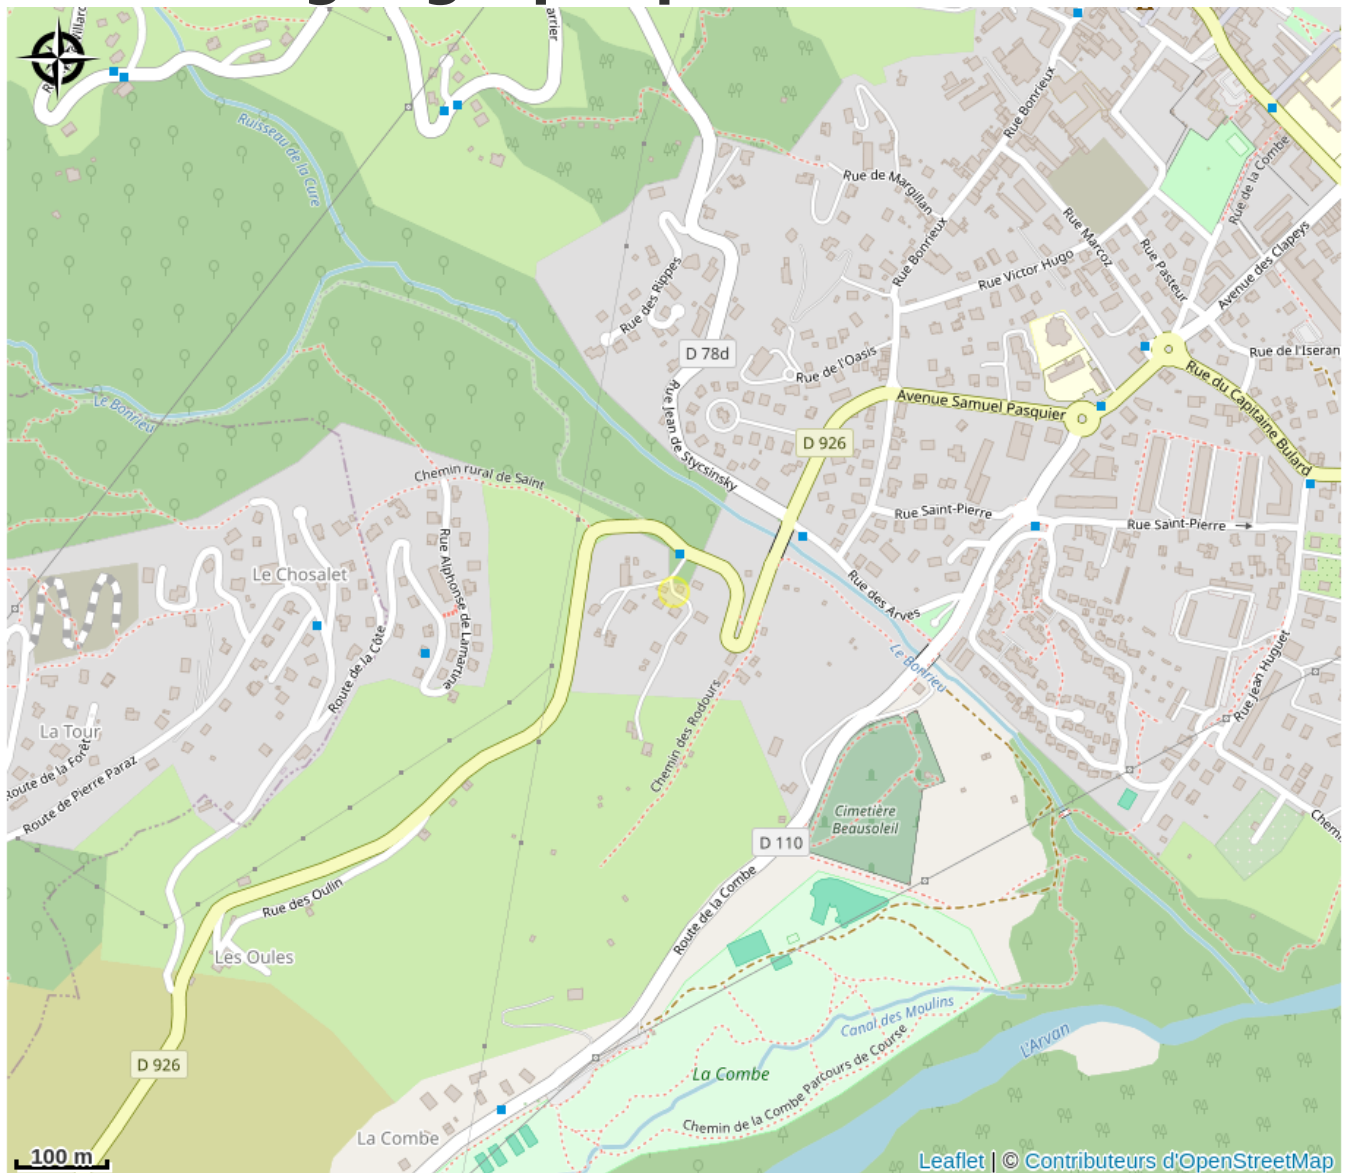 arrier
Rue Bonrieux
Ruisseau de la Cure
Rue de la Combe
Rue de Margillan
Rue Marcoz
Rue Pasteur
Avenue des Clapeys
Rue Bonrieux
Rue Victor Hugo
Rue des Rippes
D 78d
Rue de l'Oasis
Rue de l'Iseran
Rue du Capitaine Bulard
Le Bonrieu
Rue Jean de Stycsinsky
Avenue Samuel Pasquier
D 926
Chemin rural de Saint
Rue Saint-Pierre
Rue Saint-Pierre
Le Chosalet
Rue Alphonse de Lamartine
Rue des Arves
Route de la Côte
Le Bonrieu
Rue Jean Huguet
La Tour
Route de la Forêt
Chemin des Rodours
Route de Pierre Paraz
Cimetière
Beausoleil
Chem
D 110
Rue des Oulin
Route de la Combe
Les Oules
Canal des Moulins
L'Arvan
D 926
La Combe
Chemin de la Combe Parcours de Course
La Combe
100 m
Leaflet | © Contributeurs d'OpenStreetMap